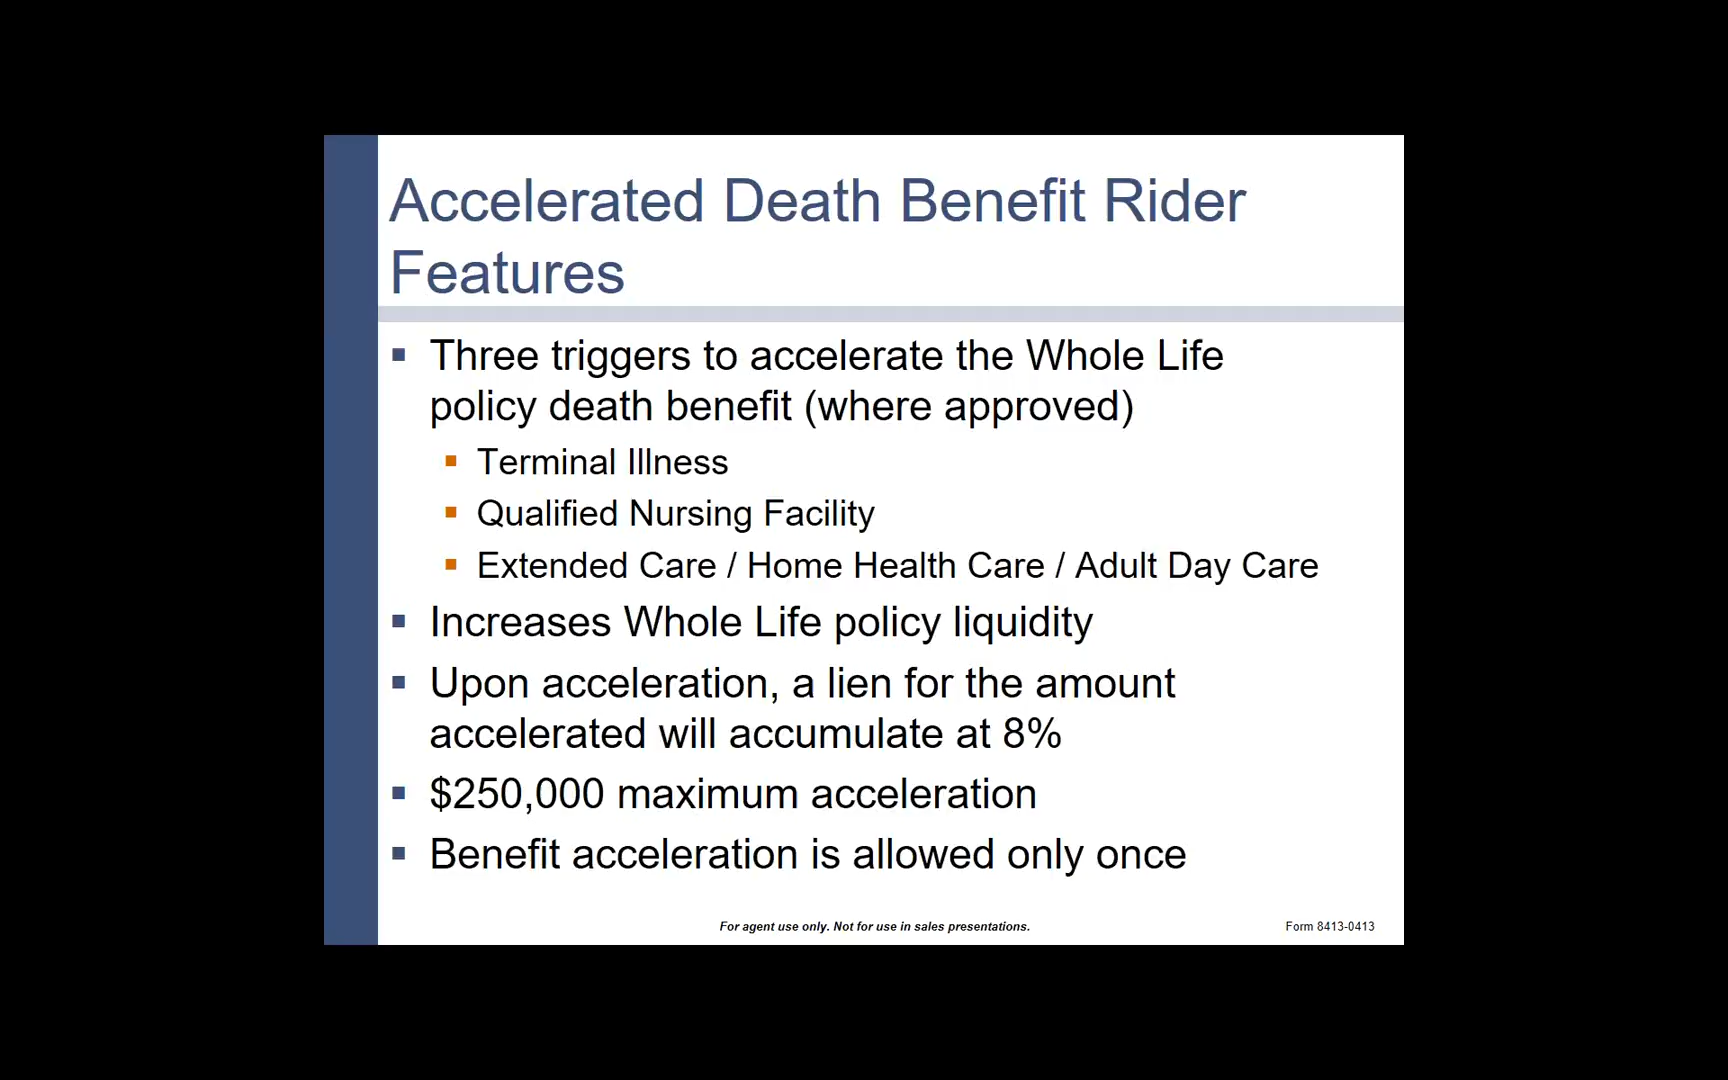 Accelerated Death Benefit Rider
Features
Three triggers to accelerate the Whole Life
policy death benefit (where approved)
Terminal Illness
Qualified Nursing Facility
Extended Care / Home Health Care / Adult Day Care
Increases Whole Life policy liquidity
Upon acceleration, a lien for the amount
accelerated will accumulate at 8%
$250,000 maximum acceleration
Benefit acceleration is allowed only once
For agent use only. Not for use in sales presentations.
Form 8413-0413